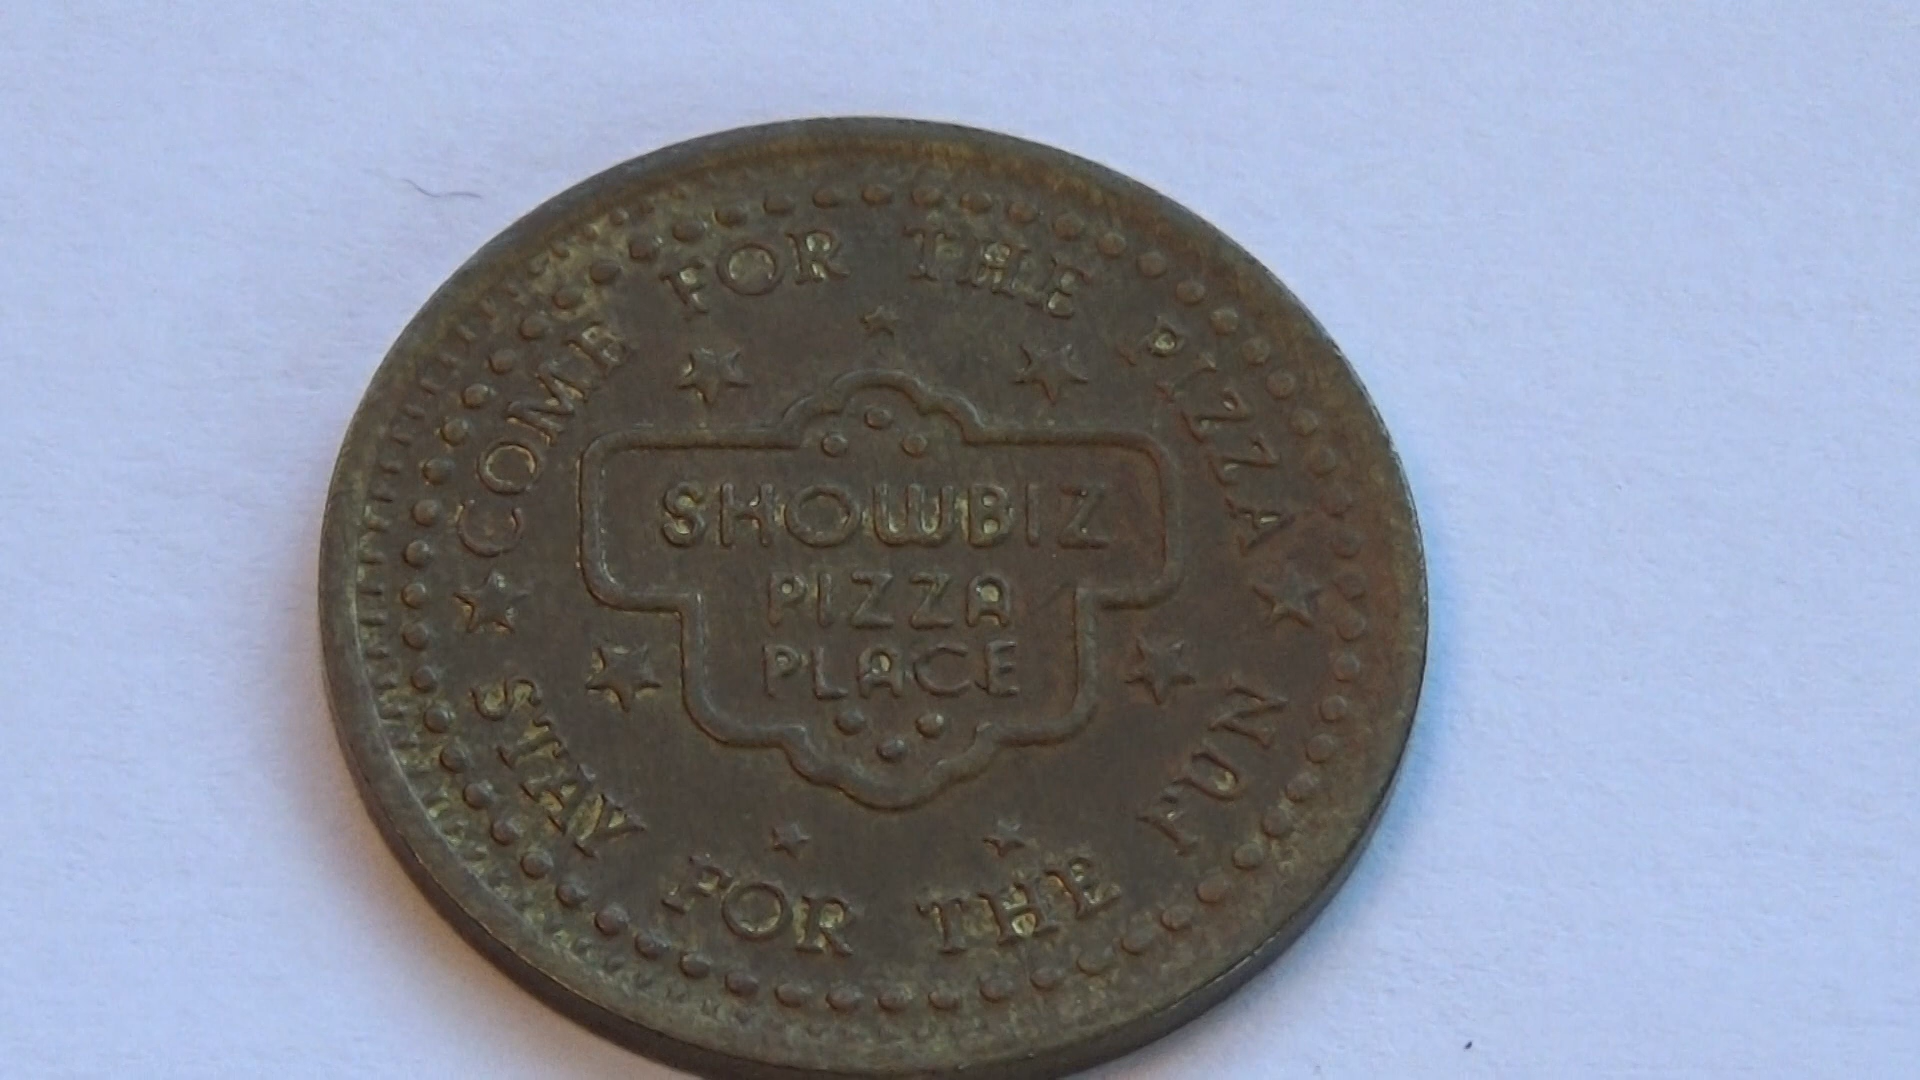 COME FOR THE PIZZA
SHOWBIZ
PIZZA
PLACE
STAY FOR THE FUN